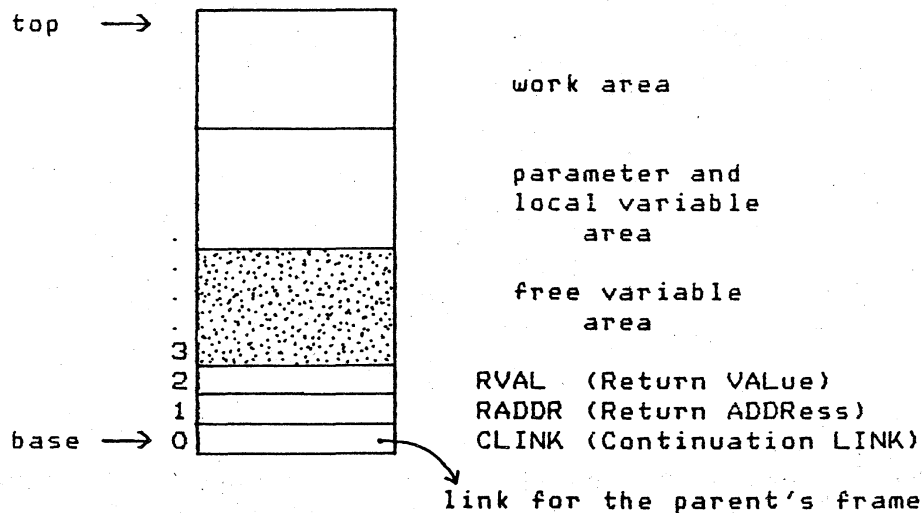 top →
work area
parameter and
local variable
area
.
.
.
.
free variable
area
3
2 RVAL (Return VALue)
1 RADDR (Return ADDRess)
base → 0 CLINK (Continuation LINK)
link for the parent's frame